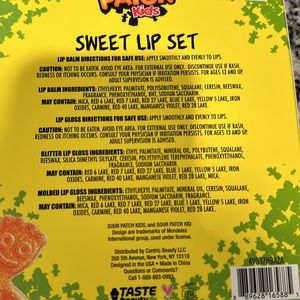 PATCH
Kids
SWEET LIP SET
LIP BALM DIRECTIONS FOR SAFE USE: APPLY SMOOTHLY AND EVENLY TO LIPS.
CAUTION: NOT TO BE EATEN. AVOID EYE AREA. FOR EXTERNAL USE ONLY. DISCONTINUE USE IF RASH,
REDNESS OR ITCHING OCCURS. CONSULT YOUR PHYSICIAN IF IRRITATION PERSISTS. FOR AGES 13 AND UP.
ADULT SUPERVISION IS ADVISED.
LIP BALM INGREDIENTS: ETHYLHEXYL PALMITATE, POLYISOBUTENE, SQUALANE, CERESIN, BEESWAX,
FRAGRANCE, PHENOXYETHANOL, BHT, SODIUM SACCHARIN.
MAY CONTAIN: MICA, RED 6 LAKE, RED 7 LAKE, RED 27 LAKE, BLUE 1 LAKE, YELLOW 5 LAKE, IRON
OXIDES, CARMINE, RED 40 LAKE, MANGANESE VIOLET, RED 28 LAKE.
LIP GLOSS DIRECTIONS FOR SAFE USE: APPLY SMOOTHLY AND EVENLY TO LIPS.
CAUTION: NOT TO BE EATEN. AVOID EYE AREA. FOR EXTERNAL USE ONLY. DISCONTINUE USE IF RASH,
REDNESS OR ITCHING OCCURS. CONSULT YOUR PHYSICIAN IF IRRITATION PERSISTS. FOR AGES 13 AND UP.
ADULT SUPERVISION IS ADVISED.
GLITTER LIP GLOSS INGREDIENTS: ETHYLHEXYL PALMITATE, MINERAL OIL, POLYBUTENE, SQUALANE,
BEESWAX, SILICA DIMETHYL SILYLATE, CERESIN, POLYETHYLENE TEREPHTHALATE, PHENOXYETHANOL,
FRAGRANCE, SODIUM SACCHARIN.
MAY CONTAIN: MICA, RED 6 LAKE, RED 7 LAKE, RED 27 LAKE, BLUE 1 LAKE, YELLOW 5 LAKE, IRON
OXIDES, CARMINE, RED 40 LAKE, MANGANESE VIOLET, RED 28 LAKE.
MOLDED LIP GLOSS INGREDIENTS: ETHYLHEXYL PALMITATE, MINERAL OIL, CERESIN, SQUALANE,
BEESWAX, PHENOXYETHANOL, SODIUM SACCHARIN, FRAGRANCE.
MAY CONTAIN: MICA, RED 6 LAKE, RED 7 LAKE, RED 27 LAKE, BLUE 1 LAKE, YELLOW 5 LAKE, IRON
OXIDES, CARMINE, RED 40 LAKE, MANGANESE VIOLET, RED 28 LAKE.
SOUR PATCH KIDS, and SOUR PATCH KID
Design are trademarks of Mondelez
International group, used under license.
Distributed by Centric Beauty LLC
350 5th Avenue, New York, NY 10118
Designed in the USA • Made in China
Questions or Comments?
Call 1-888-893-0993
TASTE
4V937HBAZA
89628 16588